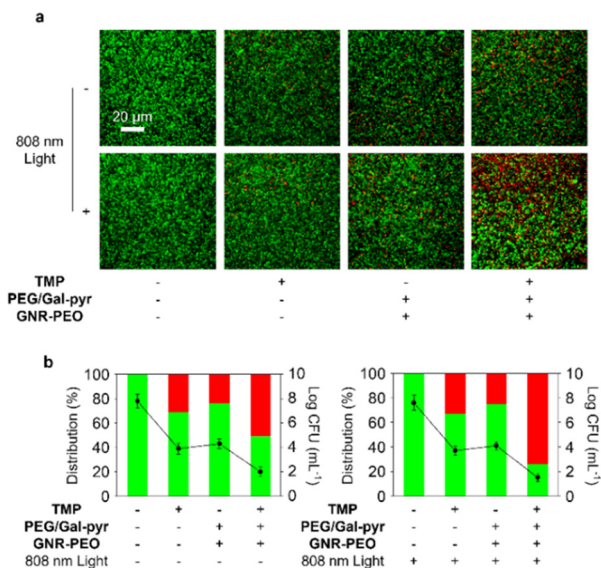 a
-
20 µm
808 nm
Light
+
TMP - + - +
PEG/Gal-pyr - - + +
GNR-PEO - - + +
b
Distribution (%)
100
80
60
40
20
0
10
8
6
4
2
0
Log CFU (mL⁻¹)
TMP - + - +
PEG/Gal-pyr - - + +
GNR-PEO - - + +
808 nm Light - - - -
Distribution (%)
100
80
60
40
20
0
10
8
6
4
2
0
Log CFU (mL⁻¹)
TMP - + - +
PEG/Gal-pyr - - + +
GNR-PEO - - + +
808 nm Light + + + +